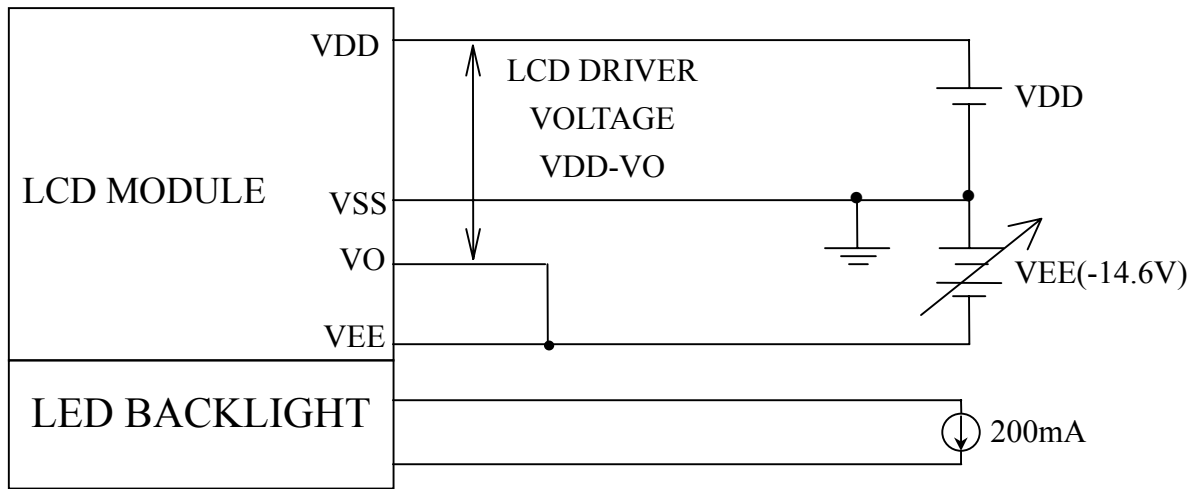 VDD
LCD DRIVER
VOLTAGE
VDD-VO
VDD
LCD MODULE
VSS
VO
VEE(-14.6V)
VEE
LED BACKLIGHT
200mA